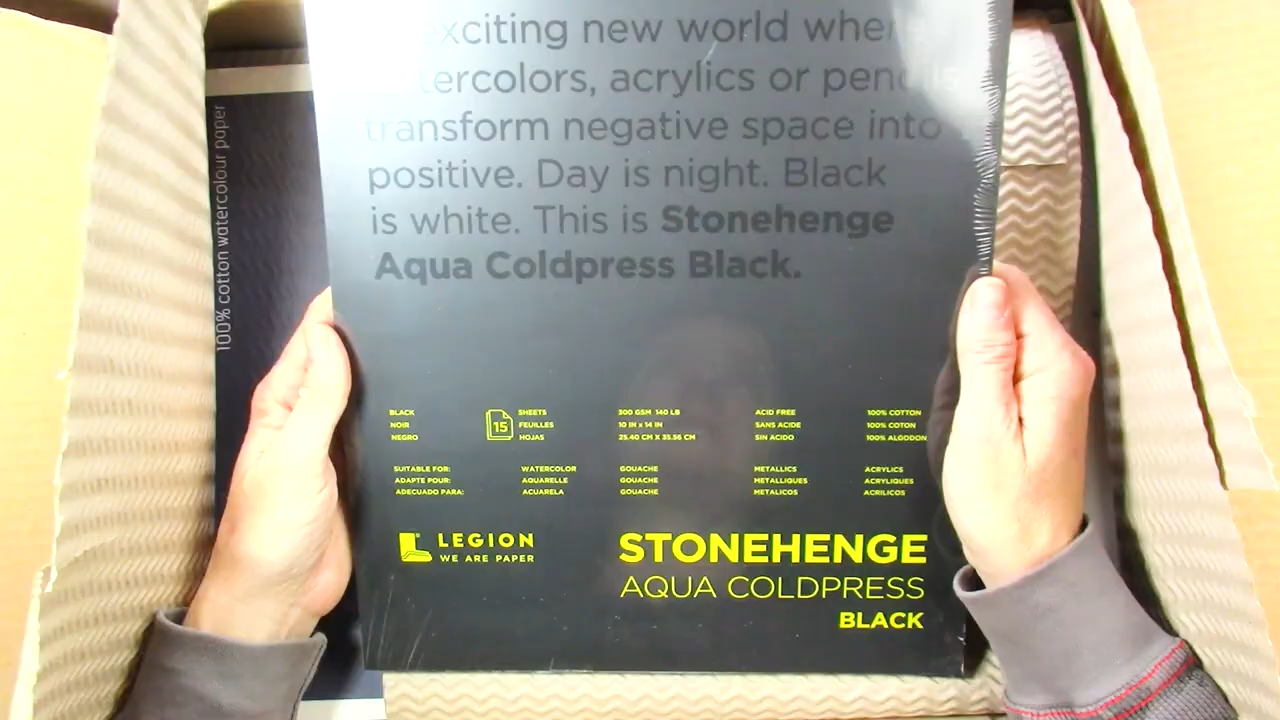 exciting new world where
watercolors, acrylics or pencils
transform negative space into
positive. Day is night. Black
is white. This is Stonehenge
Aqua Coldpress Black.
100% cotton watercolour paper
BLACK
NOIR
NEGRO
15
SHEETS
FEUILLES
HOJAS
300 GSM 140 LB
10 IN x 14 IN
25.40 CM X 35.56 CM
ACID FREE
SANS ACIDE
SIN ACIDO
100% COTTON
100% COTON
100% ALGODON
SUITABLE FOR:
ADAPTE POUR:
ADECUADO PARA:
WATERCOLOR
AQUARELLE
ACUARELA
GOUACHE
GOUACHE
GOUACHE
METALLICS
METALLIQUES
METALICOS
ACRYLICS
ACRYLIQUES
ACRILICOS
LEGION
WE ARE PAPER
STONEHENGE
AQUA COLDPRESS
BLACK